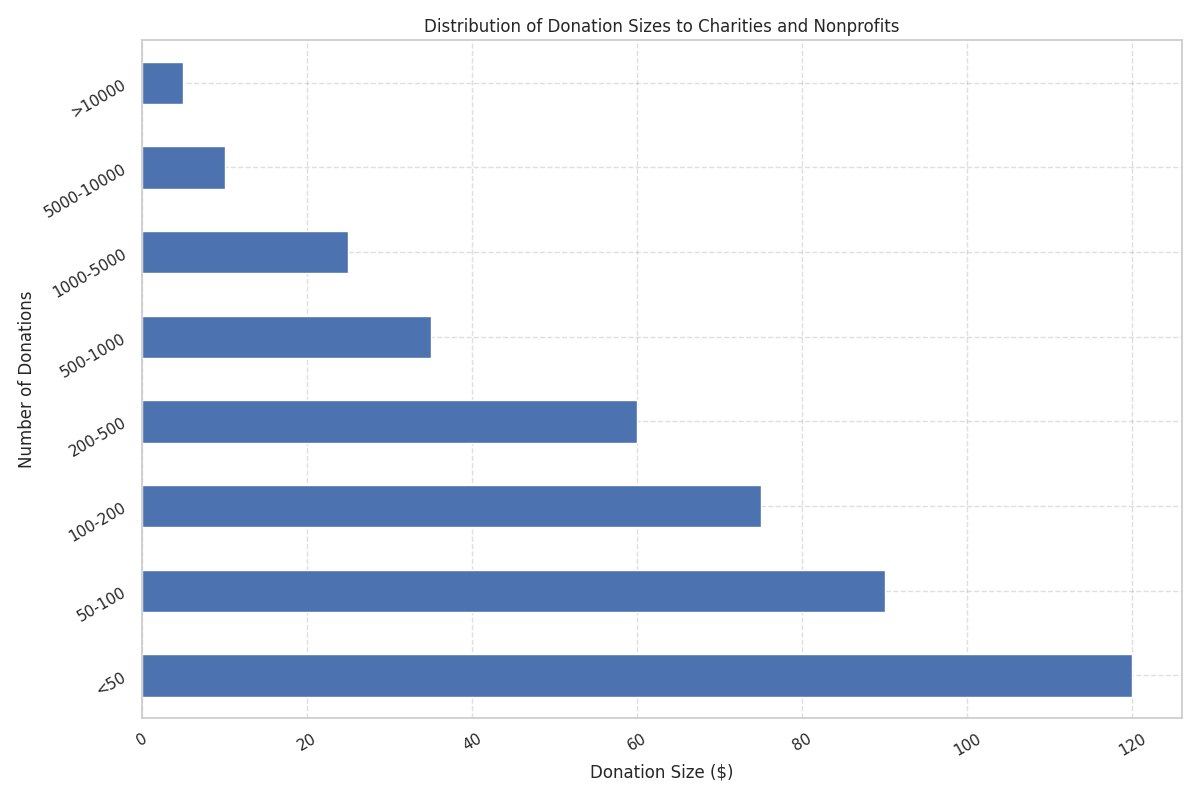 Distribution of Donation Sizes to Charities and Nonprofits
Number of Donations
>10000
5000-10000
1000-5000
500-1000
200-500
100-200
50-100
<50
0 20 40 60 80 100 120
Donation Size ($)